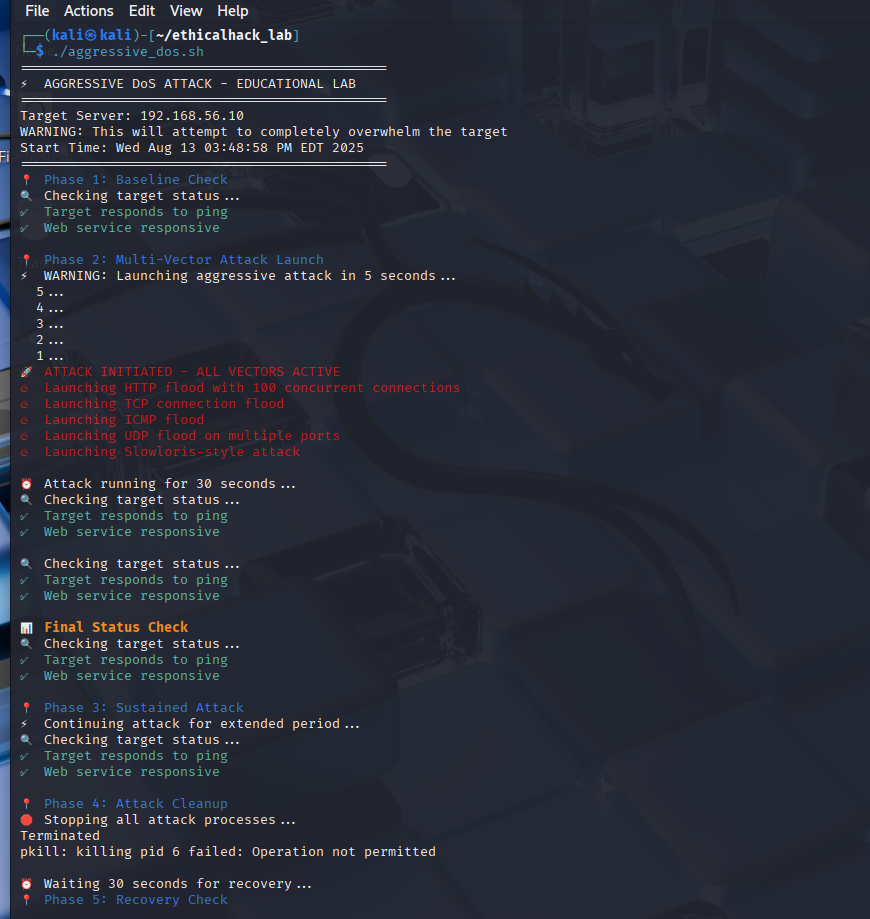 File Actions Edit View Help
┌──(kali㉿kali)-[~/ethicalhack_lab]
└─$ ./aggressive_dos.sh
══════════════════════════════════════════════
⚡ AGGRESSIVE DoS ATTACK - EDUCATIONAL LAB
══════════════════════════════════════════════
Target Server: 192.168.56.10
WARNING: This will attempt to completely overwhelm the target
Start Time: Wed Aug 13 03:48:58 PM EDT 2025
══════════════════════════════════════════════
📍 Phase 1: Baseline Check
🔍 Checking target status...
✅ Target responds to ping
✅ Web service responsive
📍 Phase 2: Multi-Vector Attack Launch
⚡ WARNING: Launching aggressive attack in 5 seconds...
5...
4...
3...
2...
1...
🚀 ATTACK INITIATED - ALL VECTORS ACTIVE
🔥 Launching HTTP flood with 100 concurrent connections
🔥 Launching TCP connection flood
🔥 Launching ICMP flood
🔥 Launching UDP flood on multiple ports
🔥 Launching Slowloris-style attack
⏰ Attack running for 30 seconds...
🔍 Checking target status...
✅ Target responds to ping
✅ Web service responsive
🔍 Checking target status...
✅ Target responds to ping
✅ Web service responsive
📊 Final Status Check
🔍 Checking target status...
✅ Target responds to ping
✅ Web service responsive
📍 Phase 3: Sustained Attack
⚡ Continuing attack for extended period...
🔍 Checking target status...
✅ Target responds to ping
✅ Web service responsive
📍 Phase 4: Attack Cleanup
🛑 Stopping all attack processes...
Terminated
pkill: killing pid 6 failed: Operation not permitted
⏰ Waiting 30 seconds for recovery...
📍 Phase 5: Recovery Check